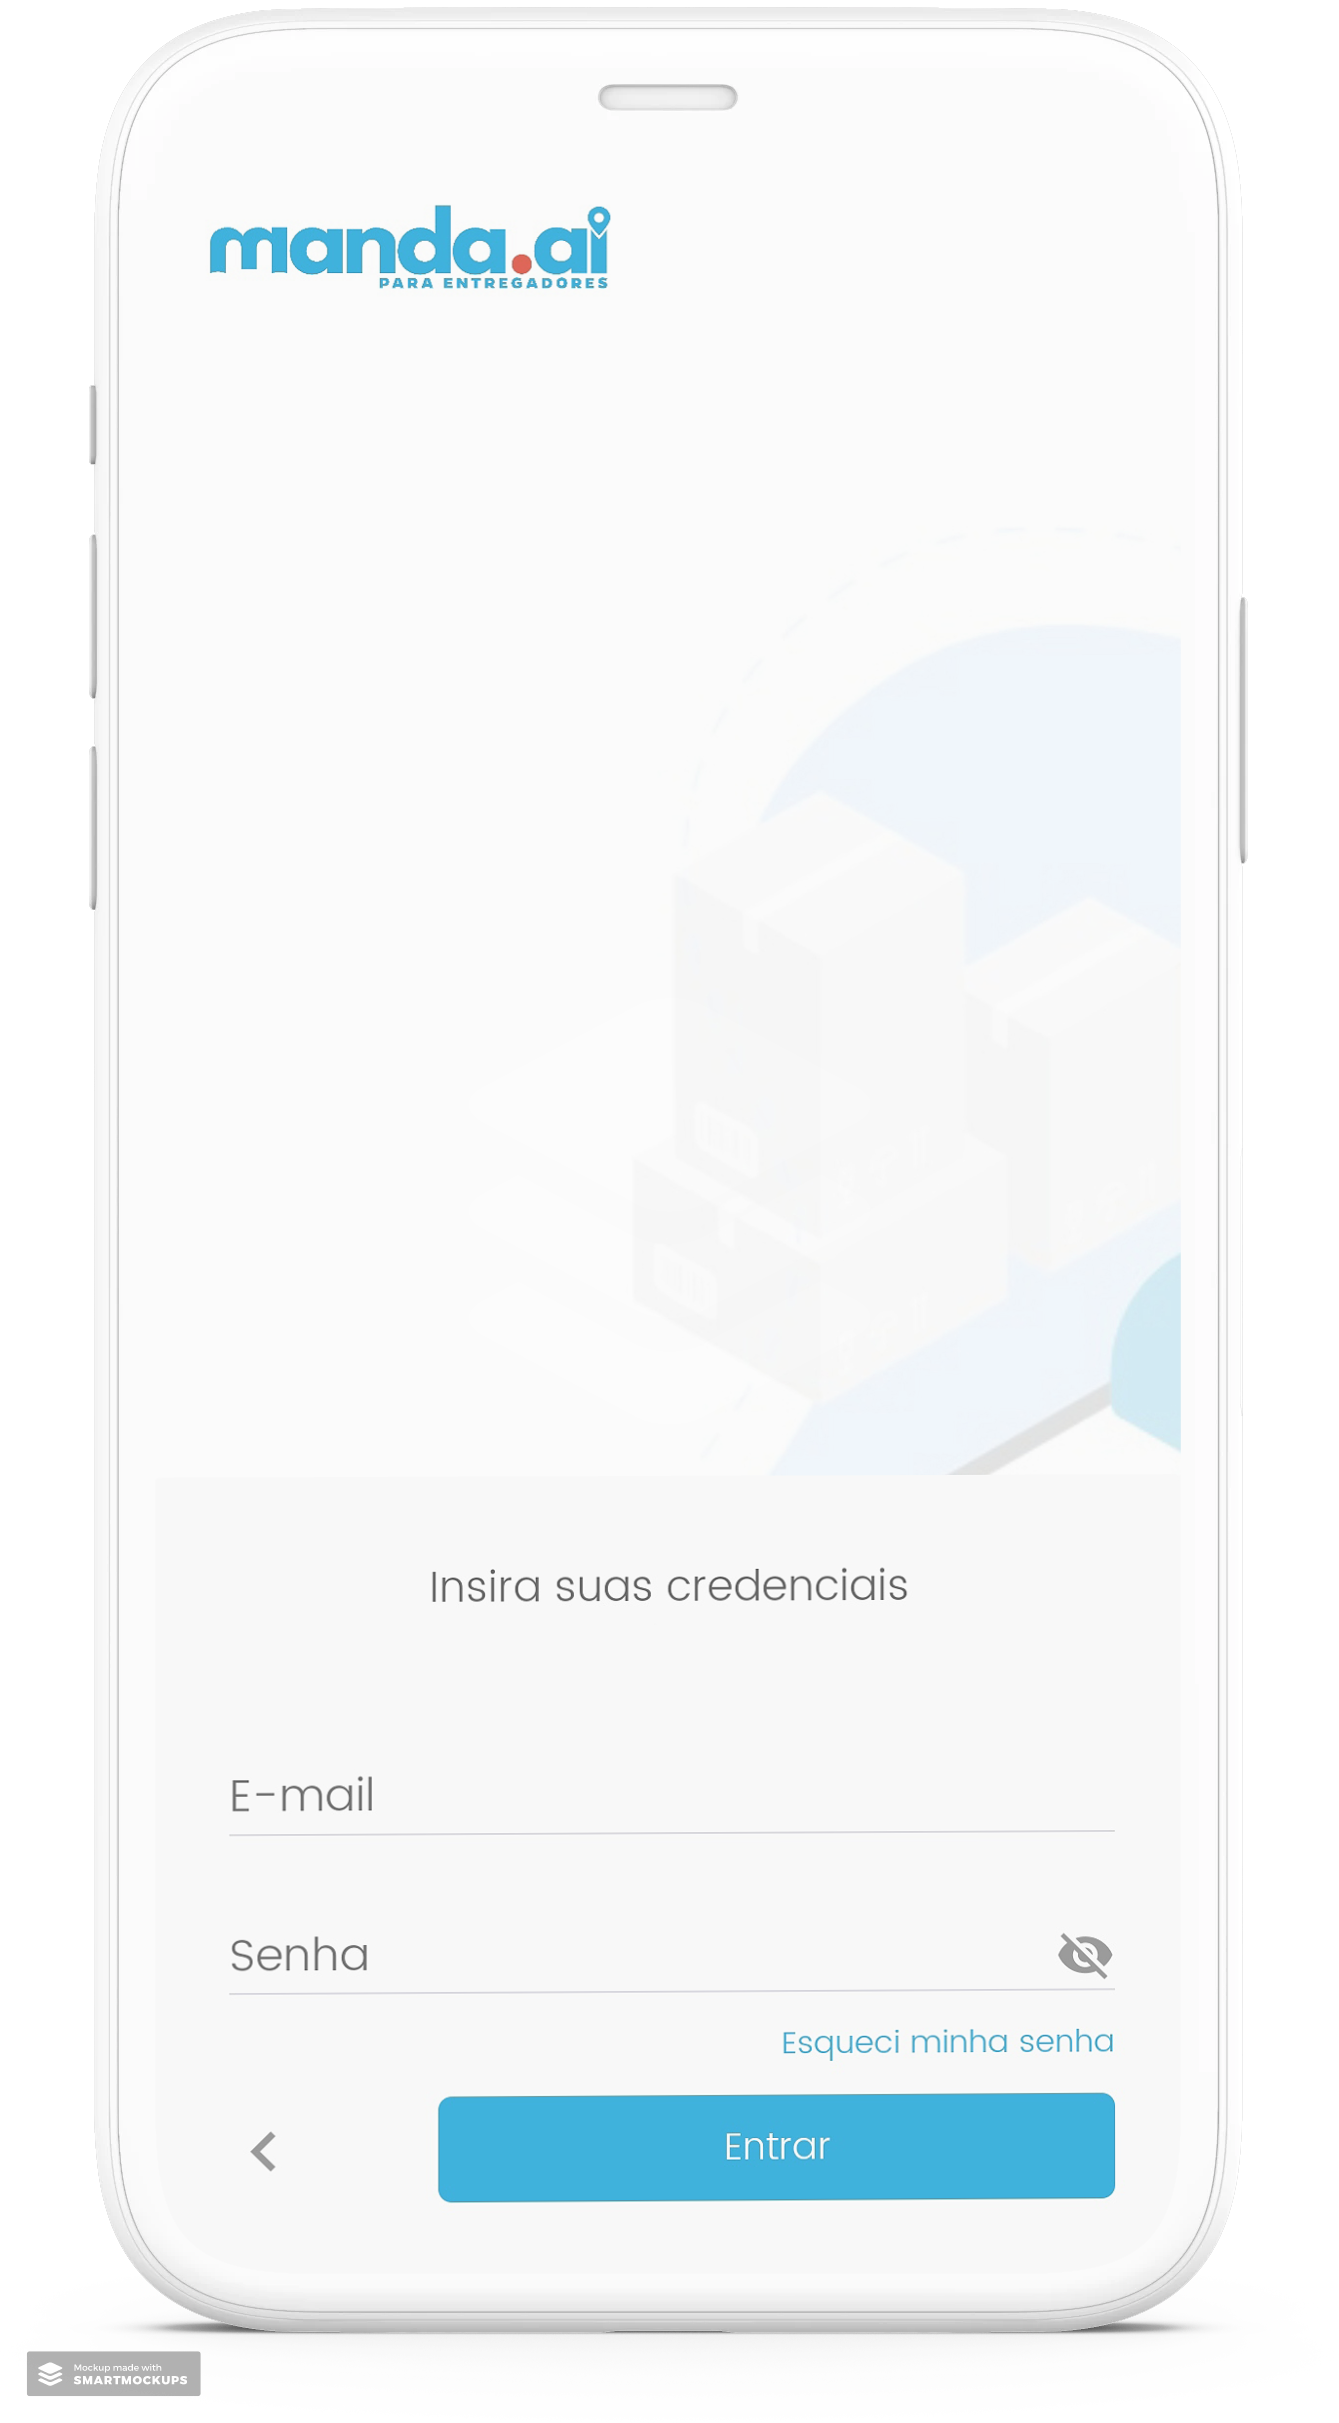 manda.ai
PARA ENTREGADORES
Insira suas credenciais
E-mail
Senha
Esqueci minha senha
Entrar
Mockup made with
SMARTMOCKUPS